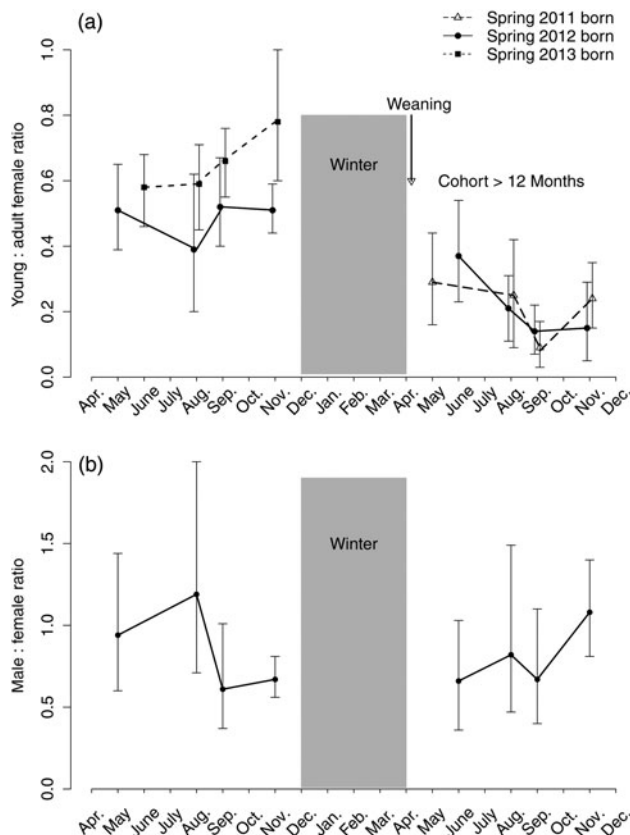 Spring 2011 born
Spring 2012 born
Spring 2013 born
(a)
Weaning
Winter
Cohort > 12 Months
Young : adult female ratio
0.0 0.2 0.4 0.6 0.8 1.0
Apr. May June July Aug. Sep. Oct. Nov. Dec. Jan. Feb. Mar. Apr. May June July Aug. Sep. Oct. Nov. Dec.
(b)
Winter
Male : female ratio
0.0 0.5 1.0 1.5 2.0
Apr. May June July Aug. Sep. Oct. Nov. Dec. Jan. Feb. Mar. Apr. May June July Aug. Sep. Oct. Nov. Dec.